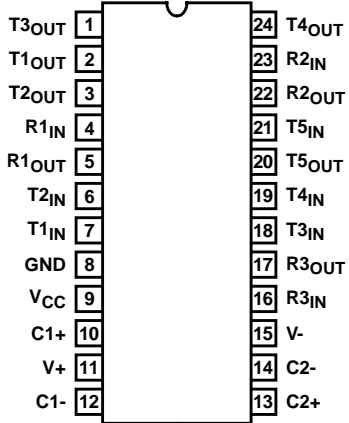 T3OUT 1 24 T4OUT
T1OUT 2 23 R2IN
T2OUT 3 22 R2OUT
R1IN 4 21 T5IN
R1OUT 5 20 T5OUT
T2IN 6 19 T4IN
T1IN 7 18 T3IN
GND 8 17 R3OUT
VCC 9 16 R3IN
C1+ 10 15 V-
V+ 11 14 C2-
C1- 12 13 C2+